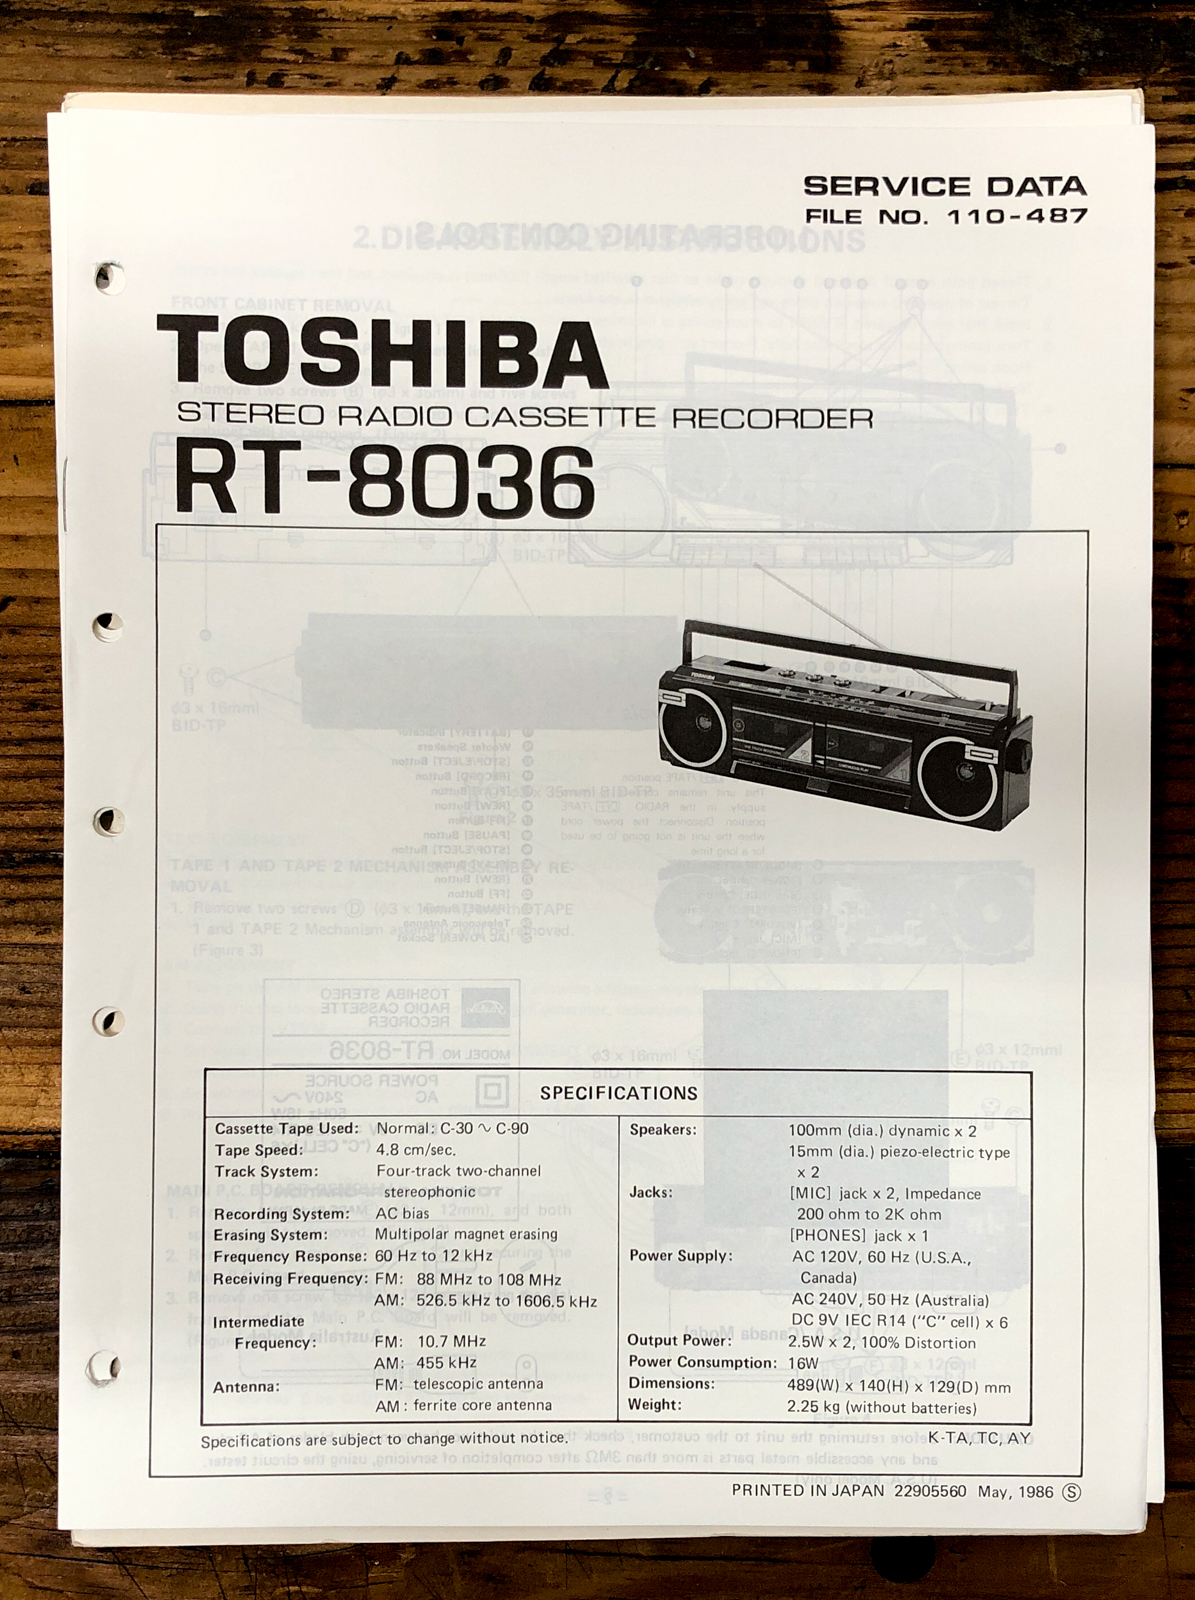 SERVICE DATA
FILE NO. 110-487
TOSHIBA
STEREO RADIO CASSETTE RECORDER
RT-8036
TOSHIBA
SPECIFICATIONS
Cassette Tape Used: Normal: C-30 ∿ C-90
Tape Speed: 4.8 cm/sec.
Track System: Four-track two-channel
stereophonic
Recording System: AC bias
Erasing System: Multipolar magnet erasing
Frequency Response: 60 Hz to 12 kHz
Receiving Frequency: FM: 88 MHz to 108 MHz
AM: 526.5 kHz to 1606.5 kHz
Intermediate
Frequency: FM: 10.7 MHz
AM: 455 kHz
Antenna: FM: telescopic antenna
AM: ferrite core antenna
Speakers: 100mm (dia.) dynamic x 2
15mm (dia.) piezo-electric type
x 2
Jacks: [MIC] jack x 2, Impedance
200 ohm to 2K ohm
[PHONES] jack x 1
Power Supply: AC 120V, 60 Hz (U.S.A.,
Canada)
AC 240V, 50 Hz (Australia)
DC 9V IEC R14 ("C" cell) x 6
Output Power: 2.5W x 2, 100% Distortion
Power Consumption: 16W
Dimensions: 489(W) x 140(H) x 129(D) mm
Weight: 2.25 kg (without batteries)
Specifications are subject to change without notice.
K-TA, TC, AY
PRINTED IN JAPAN 22905560 May, 1986 Ⓢ